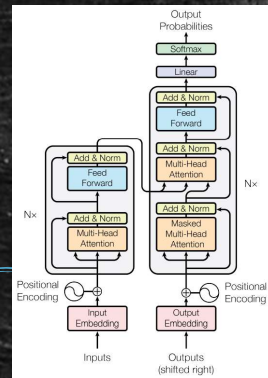 Output
Probabilities
Softmax
Linear
Add & Norm
Feed
Forward
Add & Norm
Multi-Head
Attention
Add & Norm
Masked
Multi-Head
Attention
N×
Add & Norm
Feed
Forward
N×
Add & Norm
Multi-Head
Attention
Positional
Encoding
Positional
Encoding
Input
Embedding
Output
Embedding
Inputs
Outputs
(shifted right)